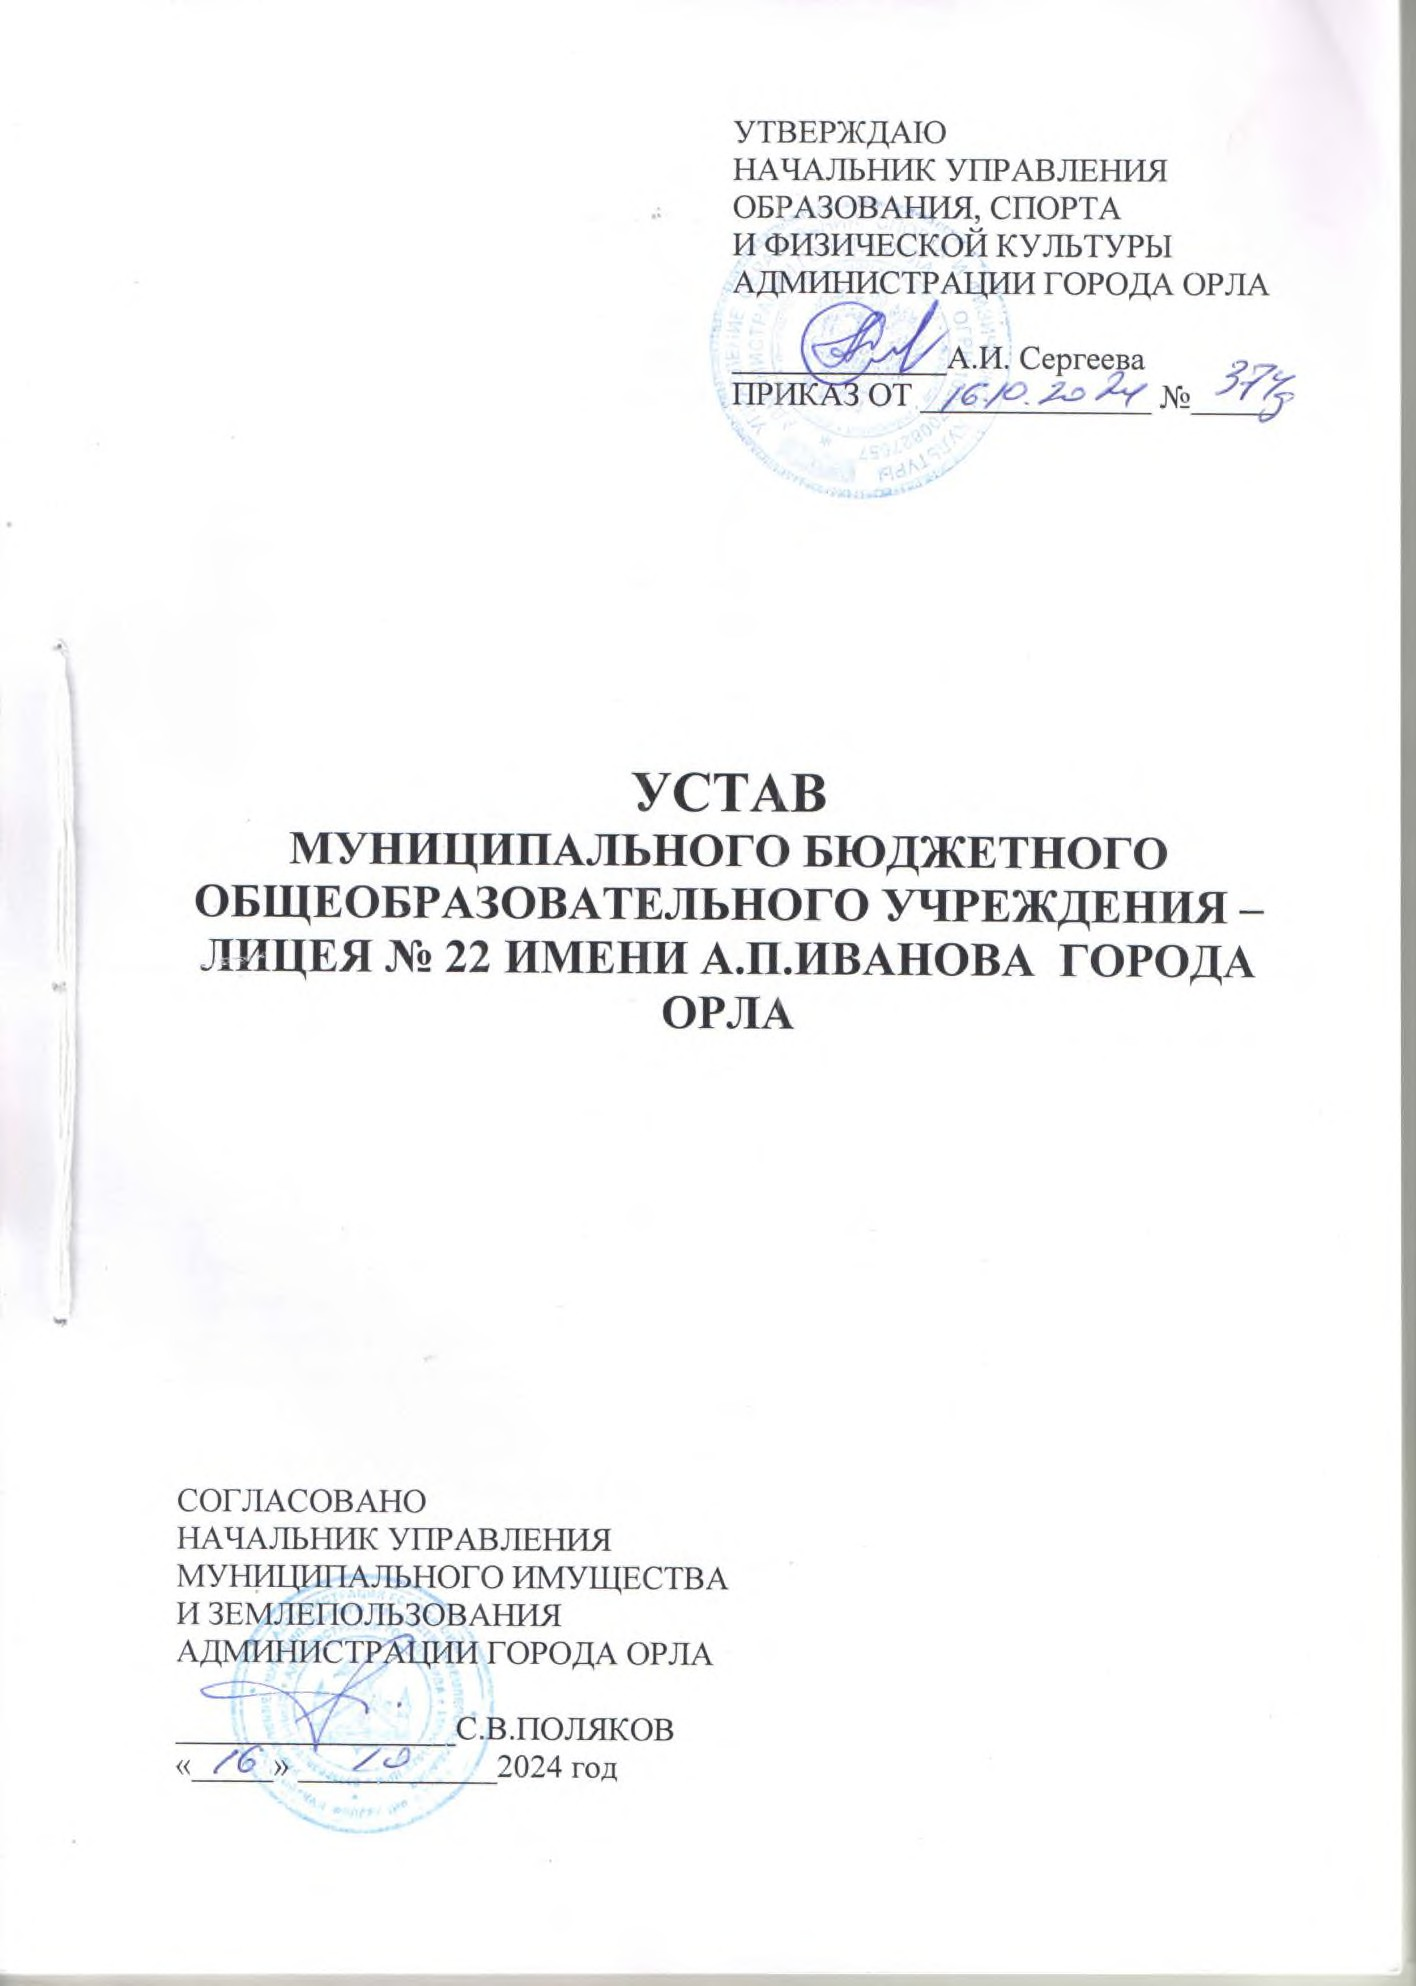 УТВЕРЖДАЮ
НАЧАЛЬНИК УПРАВЛЕНИЯ
ОБРАЗОВАНИЯ, СПОРТА
И ФИЗИЧЕСКОЙ КУЛЬТУРЫ
АДМИНИСТРАЦИИ ГОРОДА ОРЛА
_____________А.И. Сергеева
ПРИКАЗ ОТ 16.10.2024 №
УСТАВ
МУНИЦИПАЛЬНОГО БЮДЖЕТНОГО
ОБЩЕОБРАЗОВАТЕЛЬНОГО УЧРЕЖДЕНИЯ –
ЛИЦЕЯ № 22 ИМЕНИ А.П.ИВАНОВА ГОРОДА
ОРЛА
СОГЛАСОВАНО
НАЧАЛЬНИК УПРАВЛЕНИЯ
МУНИЦИПАЛЬНОГО ИМУЩЕСТВА
И ЗЕМЛЕПОЛЬЗОВАНИЯ
АДМИНИСТРАЦИИ ГОРОДА ОРЛА
_________________С.В.ПОЛЯКОВ
«16» 10 2024 год